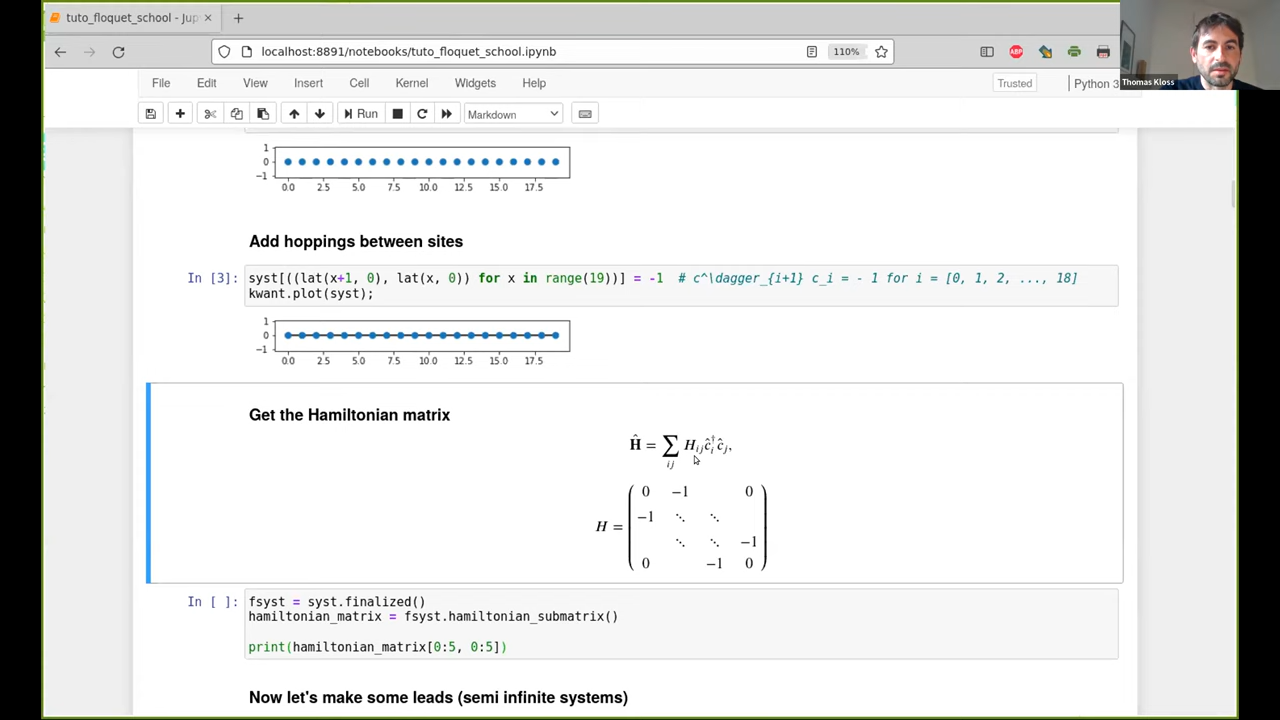 tuto_floquet_school - Jup
localhost:8891/notebooks/tuto_floquet_school.ipynb
110%
ABP
Thomas Kloss
File Edit View Insert Cell Kernel Widgets Help
Trusted
Python 3
Run
Markdown
1
0
−1
0.0 2.5 5.0 7.5 10.0 12.5 15.0 17.5
Add hoppings between sites
In [3]: syst[((lat(x+1, 0), lat(x, 0)) for x in range(19))] = -1 # c^\dagger_{i+1} c_i = - 1 for i = [0, 1, 2, ..., 18]
kwant.plot(syst);
1
0
−1
0.0 2.5 5.0 7.5 10.0 12.5 15.0 17.5
Get the Hamiltonian matrix
Ĥ = ∑ij Hij ĉ†i ĉj,
H = ( 0 −1 0
−1 ⋱ ⋱
⋱ ⋱ −1
0 −1 0 )
In [ ]: fsyst = syst.finalized()
hamiltonian_matrix = fsyst.hamiltonian_submatrix()
print(hamiltonian_matrix[0:5, 0:5])
Now let's make some leads (semi infinite systems)